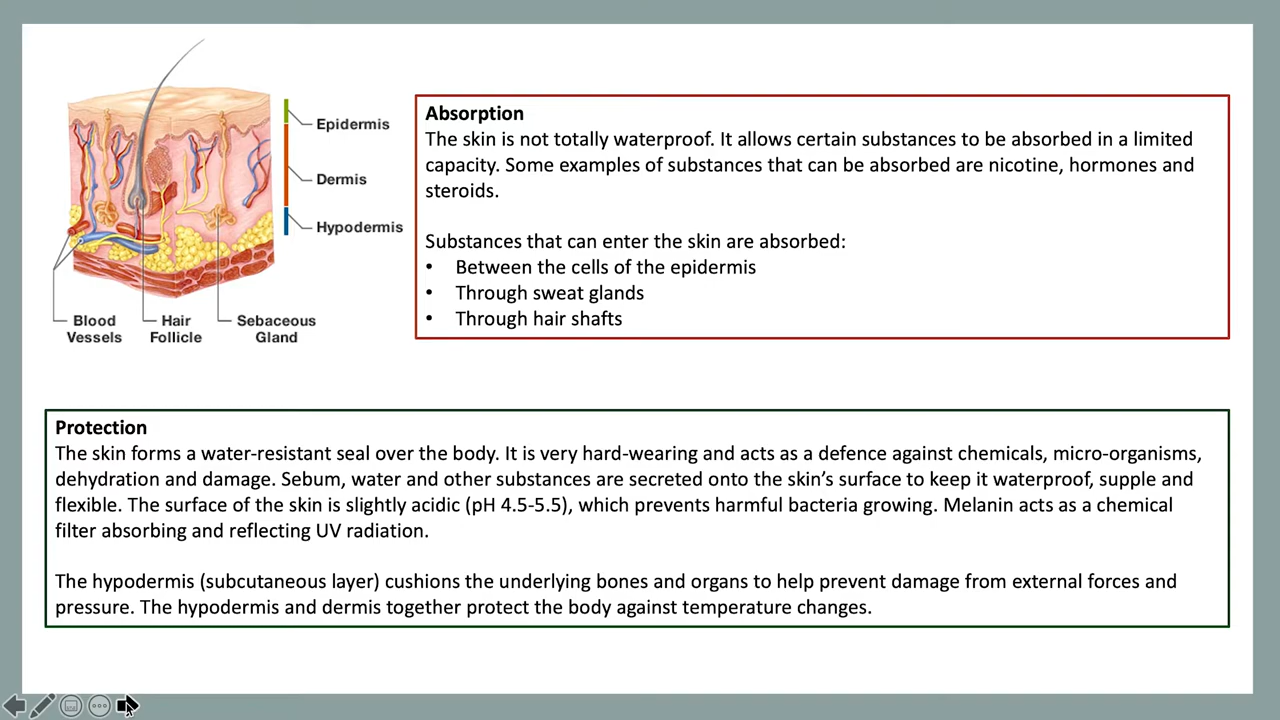 Epidermis
Dermis
Hypodermis
Blood
Vessels
Hair
Follicle
Sebaceous
Gland
Absorption
The skin is not totally waterproof. It allows certain substances to be absorbed in a limited
capacity. Some examples of substances that can be absorbed are nicotine, hormones and
steroids.
Substances that can enter the skin are absorbed:
• Between the cells of the epidermis
• Through sweat glands
• Through hair shafts
Protection
The skin forms a water-resistant seal over the body. It is very hard-wearing and acts as a defence against chemicals, micro-organisms,
dehydration and damage. Sebum, water and other substances are secreted onto the skin’s surface to keep it waterproof, supple and
flexible. The surface of the skin is slightly acidic (pH 4.5-5.5), which prevents harmful bacteria growing. Melanin acts as a chemical
filter absorbing and reflecting UV radiation.
The hypodermis (subcutaneous layer) cushions the underlying bones and organs to help prevent damage from external forces and
pressure. The hypodermis and dermis together protect the body against temperature changes.